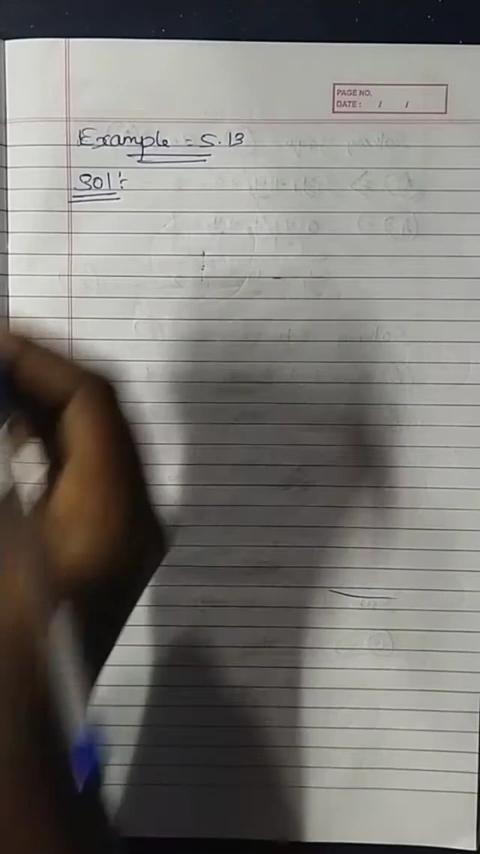 PAGE NO.
DATE: / /
Example = 5.13
Sol: